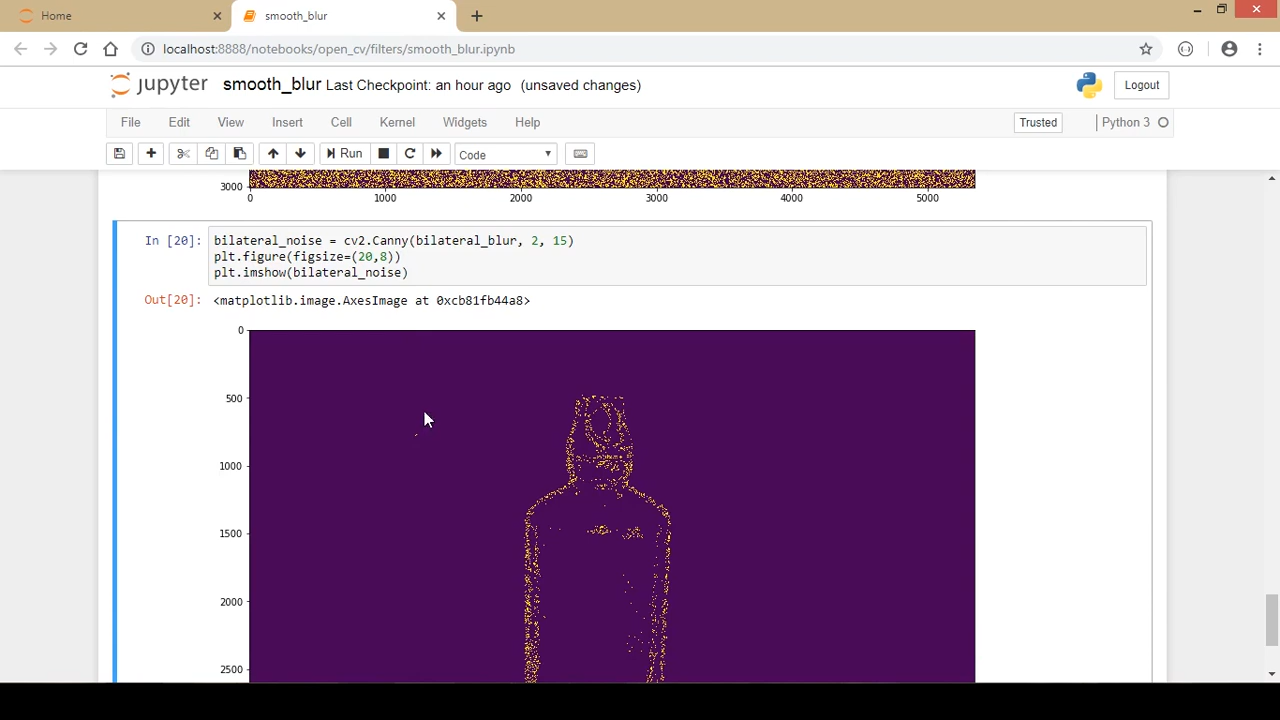 Home
smooth_blur
localhost:8888/notebooks/open_cv/filters/smooth_blur.ipynb
jupyter smooth_blur Last Checkpoint: an hour ago (unsaved changes)
Logout
File Edit View Insert Cell Kernel Widgets Help
Trusted
Python 3
Run
Code
3000
0 1000 2000 3000 4000 5000
In [20]: bilateral_noise = cv2.Canny(bilateral_blur, 2, 15)
plt.figure(figsize=(20,8))
plt.imshow(bilateral_noise)
Out[20]: <matplotlib.image.AxesImage at 0xcb81fb44a8>
0
500
1000
1500
2000
2500